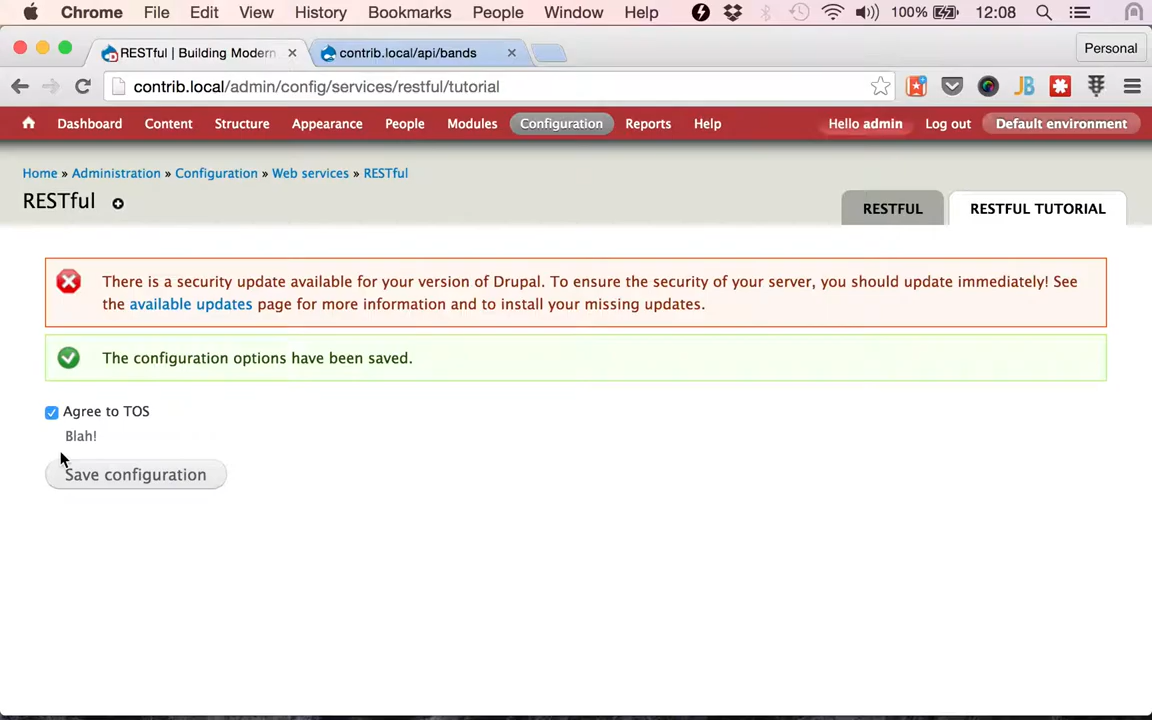 Chrome File Edit View History Bookmarks People Window Help 100% 12:08
RESTful | Building Modern contrib.local/api/bands Personal
contrib.local/admin/config/services/restful/tutorial JB
Dashboard Content Structure Appearance People Modules Configuration Reports Help Hello admin Log out Default environment
Home » Administration » Configuration » Web services » RESTful
RESTful
RESTFUL RESTFUL TUTORIAL
There is a security update available for your version of Drupal. To ensure the security of your server, you should update immediately! See
the available updates page for more information and to install your missing updates.
The configuration options have been saved.
Agree to TOS
Blah!
Save configuration